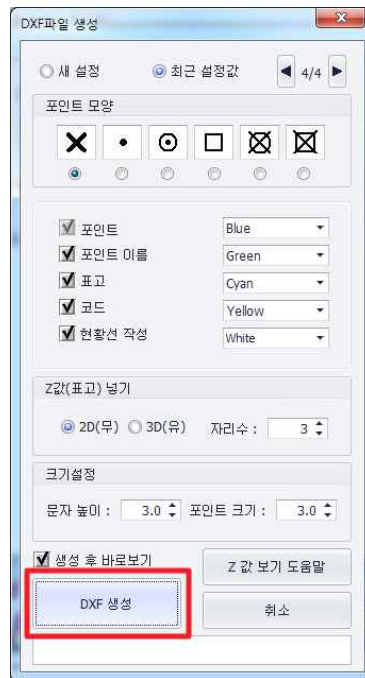 DXF파일 생성
새 설정 최근 설정값 4/4
포인트 모양
포인트 Blue
포인트 이름 Green
표고 Cyan
코드 Yellow
현황선 작성 White
Z값(표고) 넣기
2D(무) 3D(유) 자리수 : 3
크기설정
문자 높이 : 3.0 포인트 크기 : 3.0
생성 후 바로보기
Z 값 보기 도움말
DXF 생성
취소